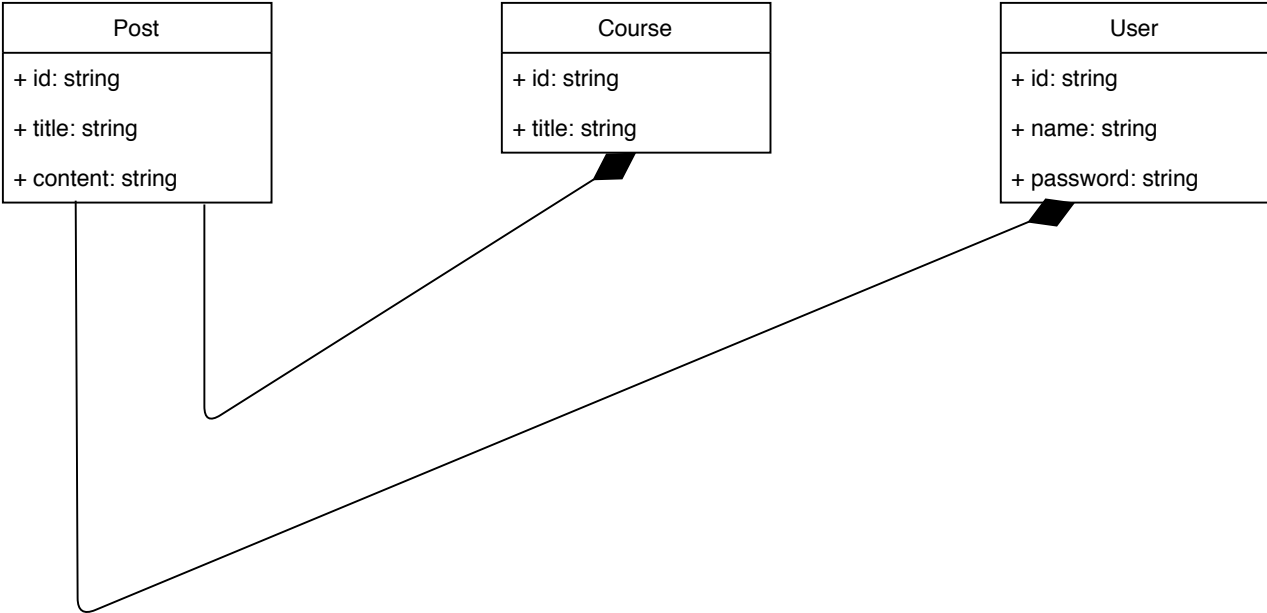 Post
+ id: string
+ title: string
+ content: string
Course
+ id: string
+ title: string
User
+ id: string
+ name: string
+ password: string